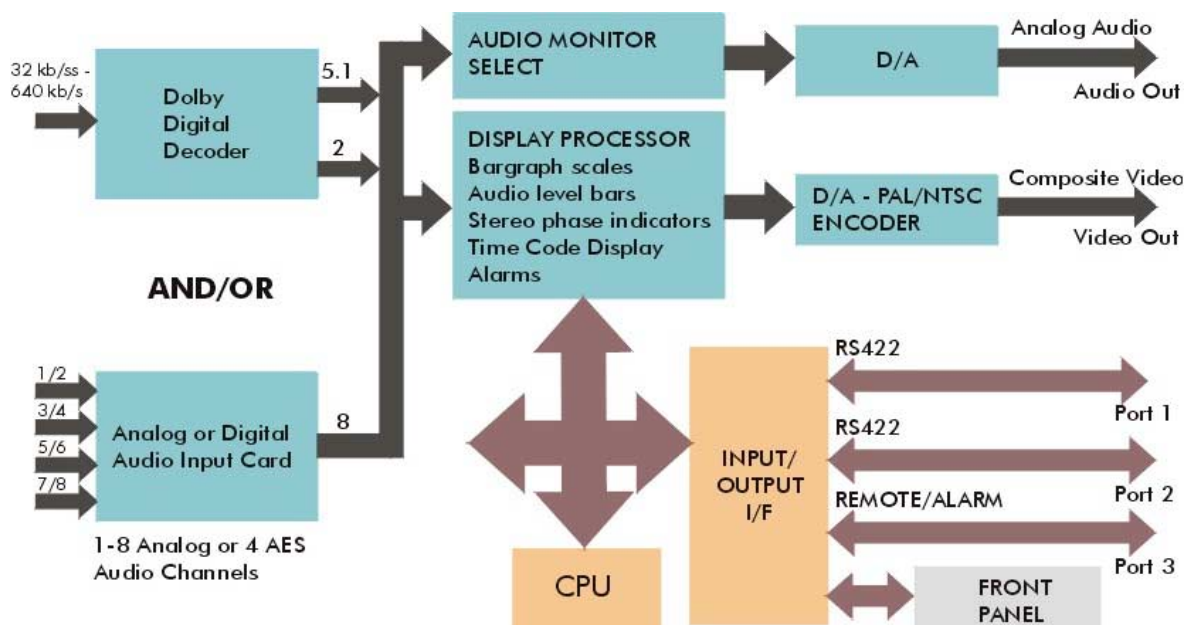 32 kb/ss -
640 kb/s
Dolby
Digital
Decoder
5.1
2
AUDIO MONITOR
SELECT
D/A
Analog Audio
Audio Out
DISPLAY PROCESSOR
Bargraph scales
Audio level bars
Stereo phase indicators
Time Code Display
Alarms
D/A - PAL/NTSC
ENCODER
Composite Video
Video Out
AND/OR
1/2
3/4
5/6
7/8
Analog or Digital
Audio Input Card
8
1-8 Analog or 4 AES
Audio Channels
CPU
INPUT/
OUTPUT
I/F
RS422
Port 1
RS422
Port 2
REMOTE/ALARM
Port 3
FRONT
PANEL